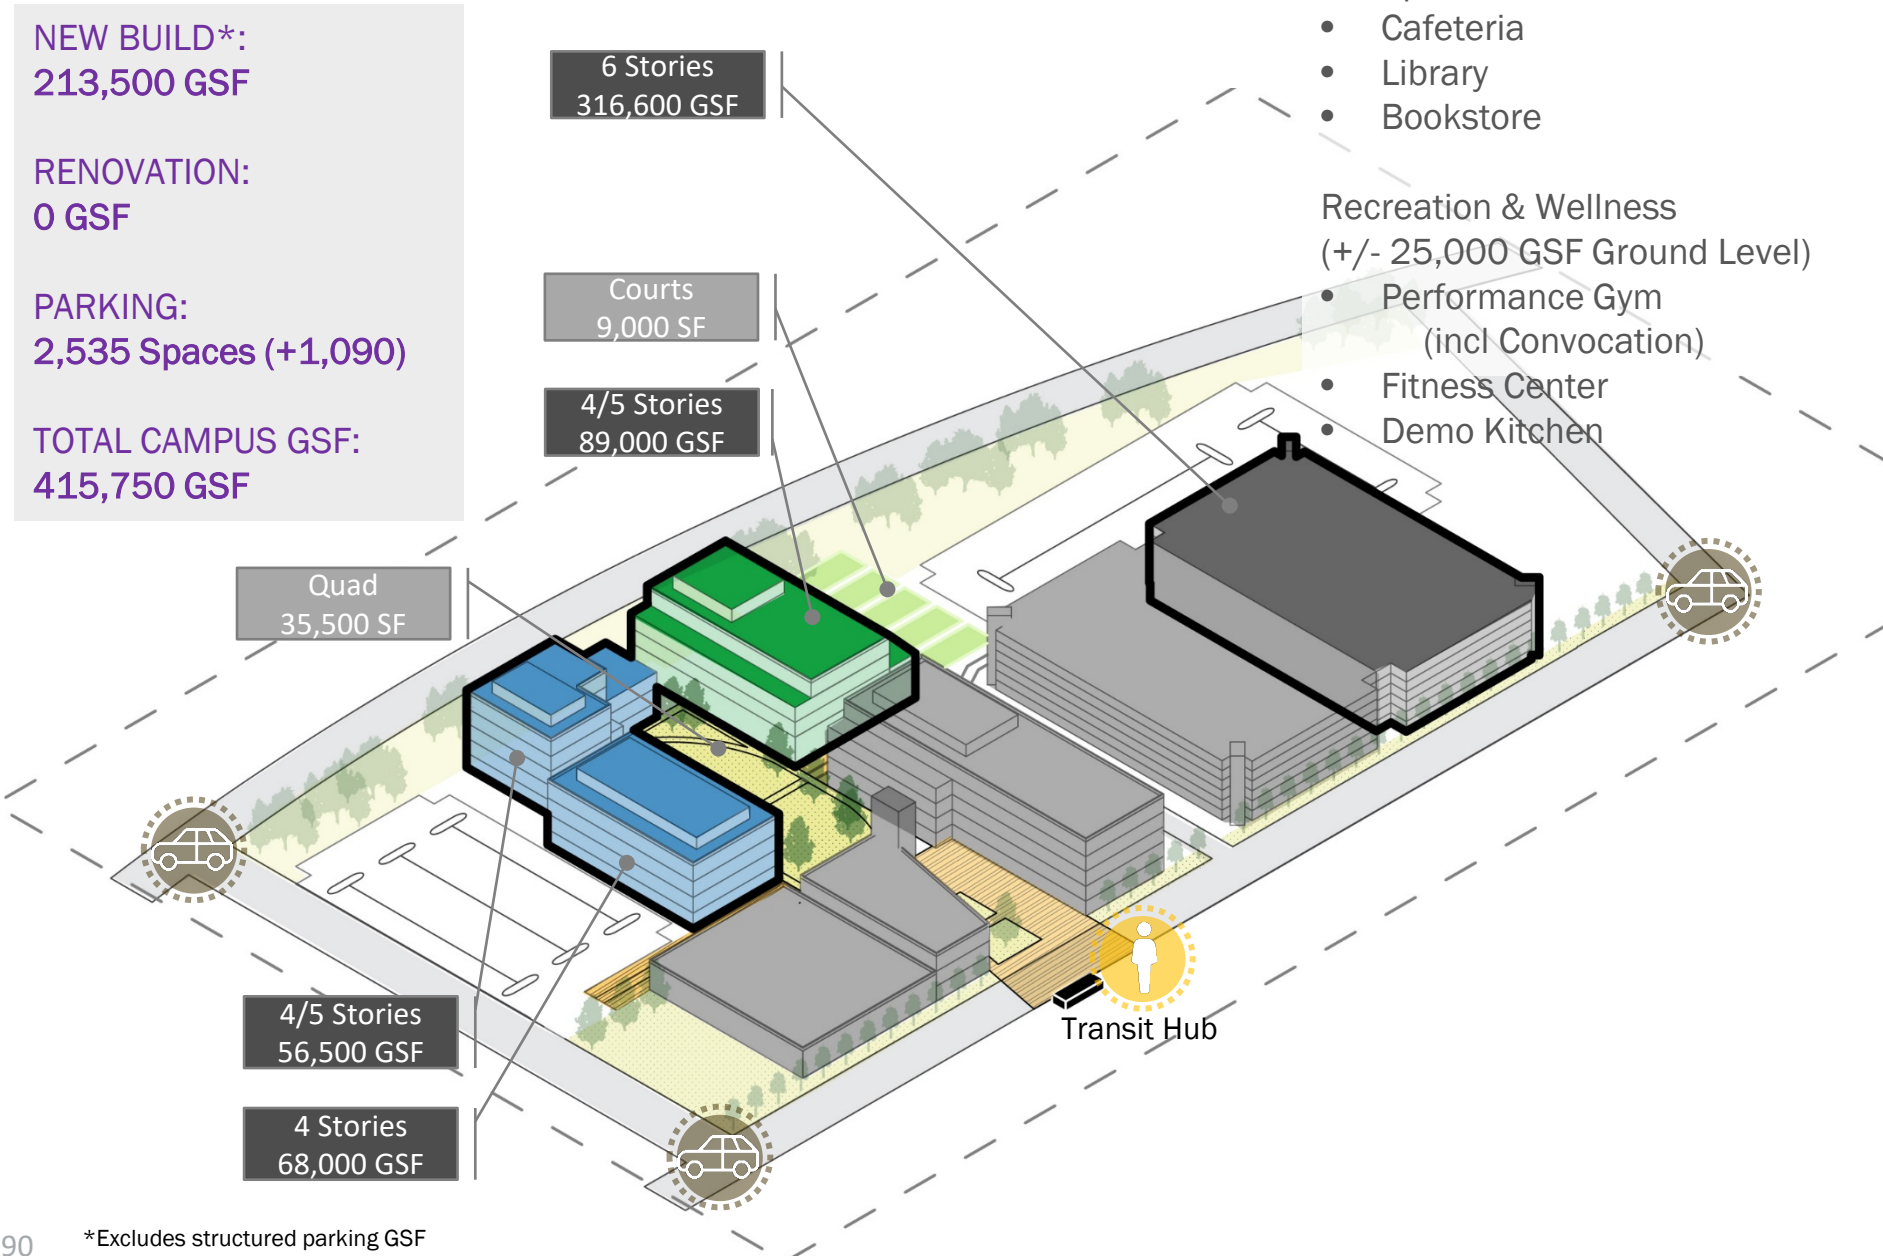 NEW BUILD*:
213,500 GSF
RENOVATION:
0 GSF
PARKING:
2,535 Spaces (+1,090)
TOTAL CAMPUS GSF:
415,750 GSF
6 Stories
316,600 GSF
Courts
9,000 SF
4/5 Stories
89,000 GSF
Quad
35,500 SF
4/5 Stories
56,500 GSF
4 Stories
68,000 GSF
• Cafeteria
• Library
• Bookstore
Recreation & Wellness
(+/- 25,000 GSF Ground Level)
• Performance Gym
(incl Convocation)
• Fitness Center
• Demo Kitchen
Transit Hub
*Excludes structured parking GSF
90